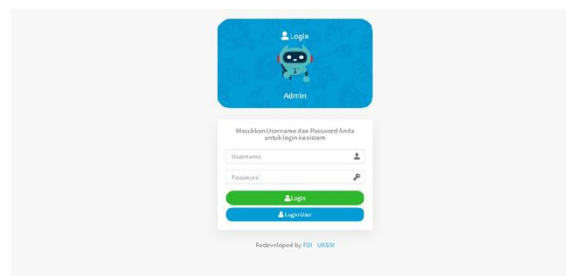 Login
Admin
Masukkan Username dan Password Anda
untuk login ke sistem
Username
Password
Login
Login User
Redeveloped by